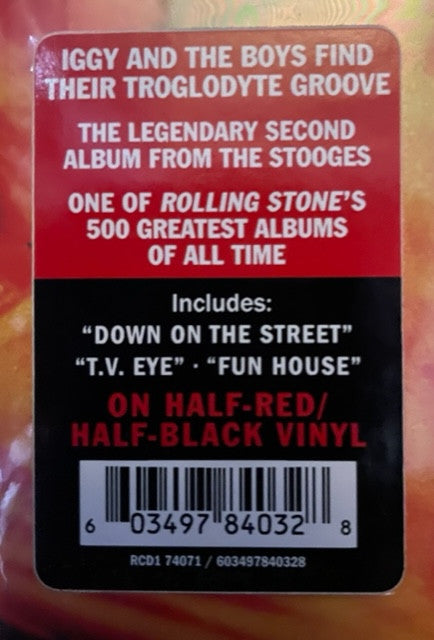 IGGY AND THE BOYS FIND
THEIR TROGLODYTE GROOVE
THE LEGENDARY SECOND
ALBUM FROM THE STOOGES
ONE OF ROLLING STONE'S
500 GREATEST ALBUMS
OF ALL TIME
Includes:
"DOWN ON THE STREET"
"T.V. EYE" · "FUN HOUSE"
ON HALF-RED/
HALF-BLACK VINYL
6 03497 84032 8
RCD1 74071 / 603497840328